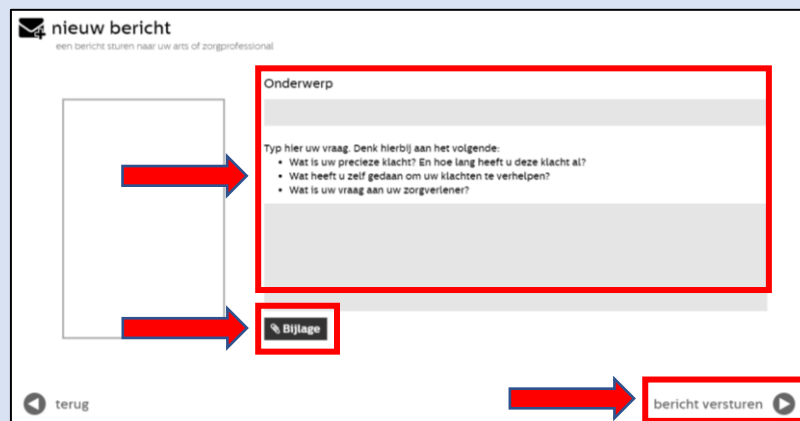 nieuw bericht
een bericht sturen naar uw arts of zorgprofessional
Onderwerp
Typ hier uw vraag. Denk hierbij aan het volgende:
• Wat is uw precieze klacht? En hoe lang heeft u deze klacht al?
• Wat heeft u zelf gedaan om uw klachten te verhelpen?
• Wat is uw vraag aan uw zorgverlener?
Bijlage
terug
bericht versturen